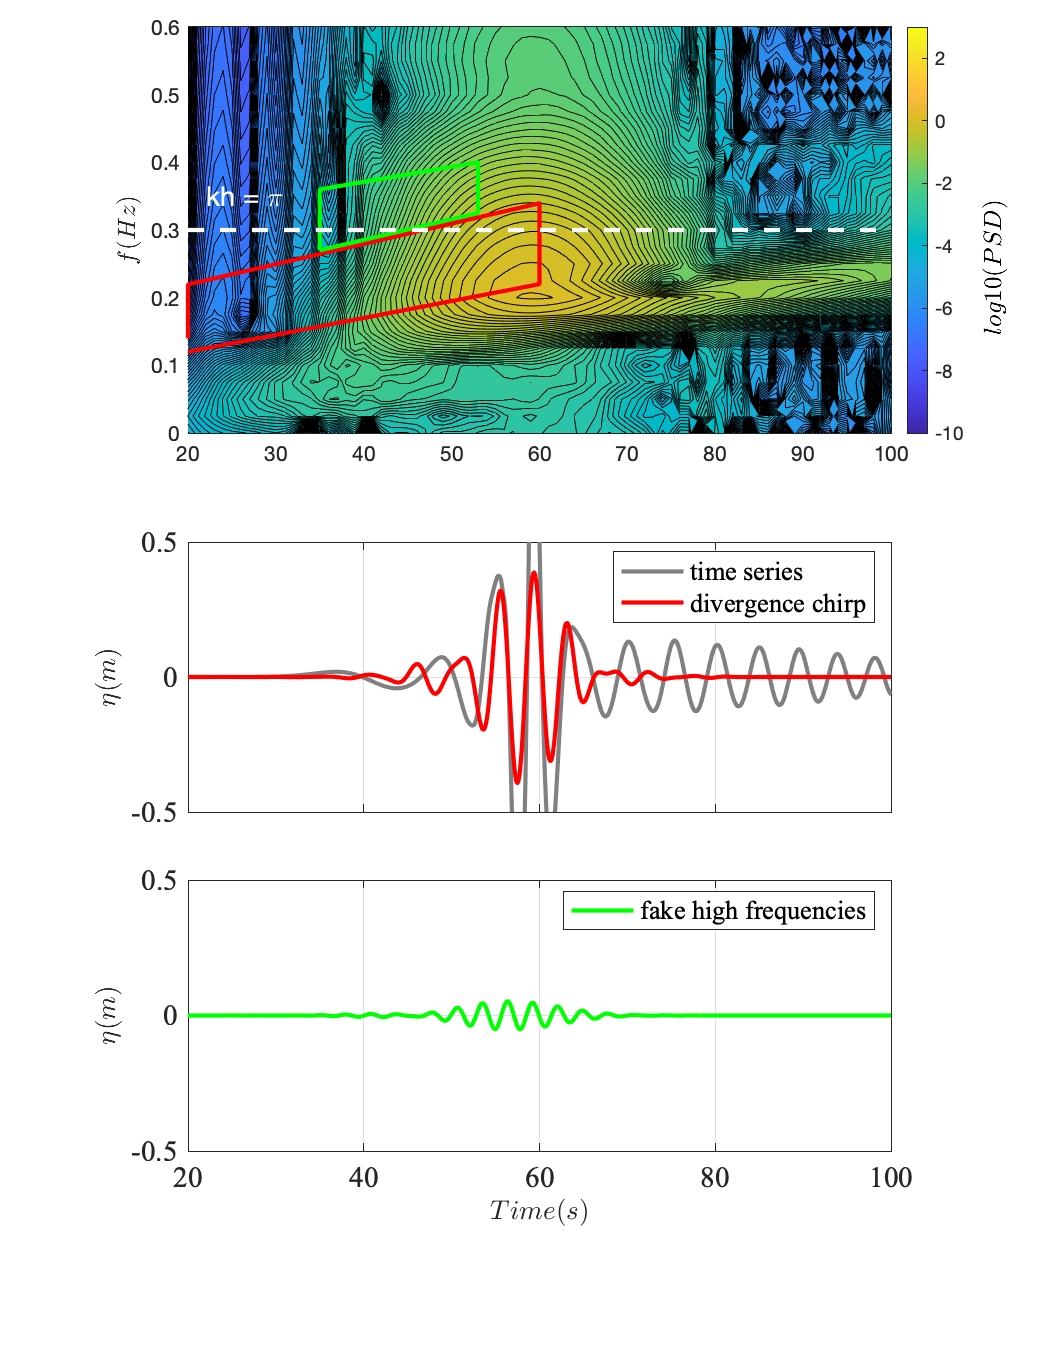 0.6
0.5
0.4
0.3
0.2
0.1
0
f(Hz)
kh = π
20 30 40 50 60 70 80 90 100
2
0
-2
-4
-6
-8
-10
log10(PSD)
0.5
0
-0.5
η(m)
time series
divergence chirp
0.5
0
-0.5
η(m)
fake high frequencies
20 40 60 80 100
Time(s)